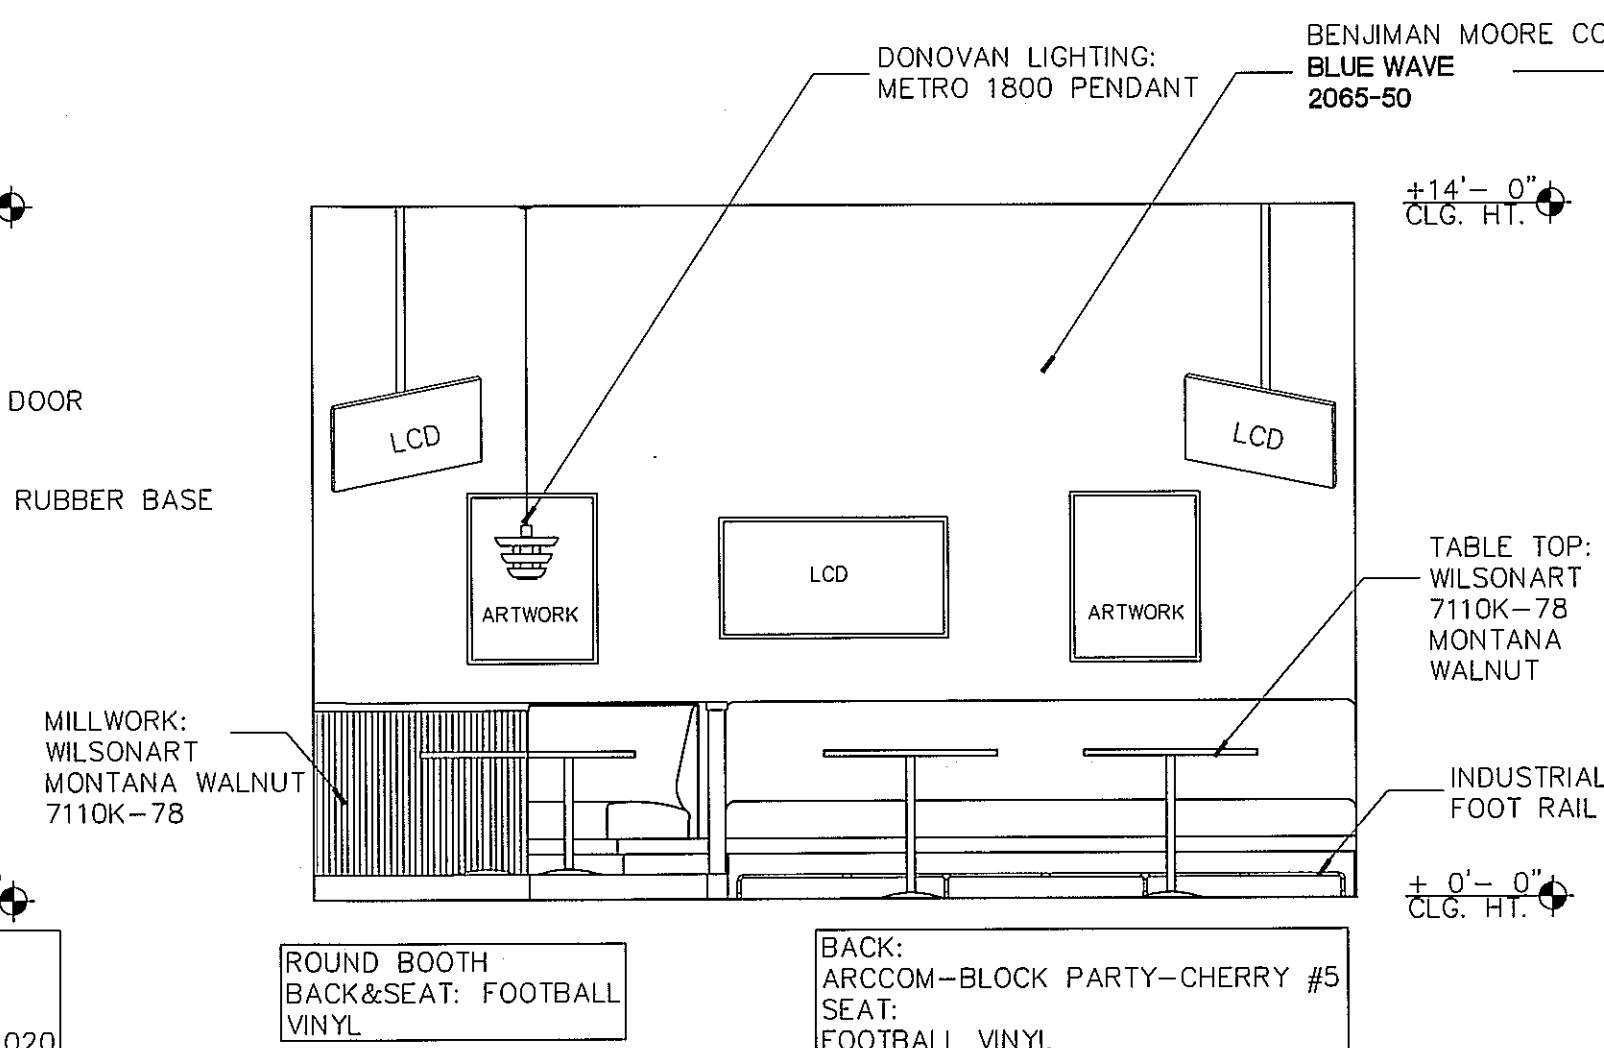 DONOVAN LIGHTING:
METRO 1800 PENDANT
BENJIMAN MOORE CO
BLUE WAVE
2065-50
+14'- 0"
CLG. HT.
DOOR
RUBBER BASE
LCD
LCD
LCD
ARTWORK
ARTWORK
TABLE TOP:
WILSONART
7110K-78
MONTANA
WALNUT
MILLWORK:
WILSONART
MONTANA WALNUT
7110K-78
INDUSTRIAL
FOOT RAIL
+ 0'- 0"
CLG. HT.
ROUND BOOTH
BACK&SEAT: FOOTBALL
VINYL
BACK:
ARCCOM-BLOCK PARTY-CHERRY #5
SEAT:
FOOTBALL VINYL
020